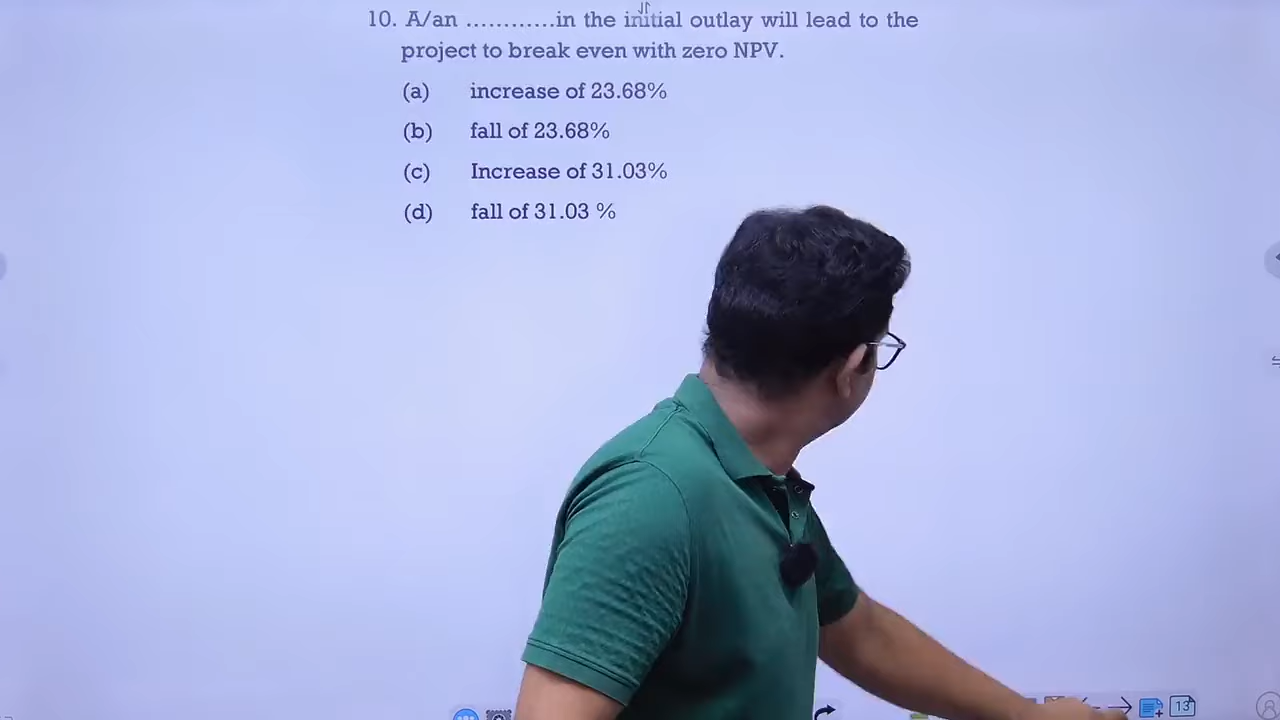 10. A/an ............in the initial outlay will lead to the
project to break even with zero NPV.
(a) increase of 23.68%
(b) fall of 23.68%
(c) Increase of 31.03%
(d) fall of 31.03 %
13